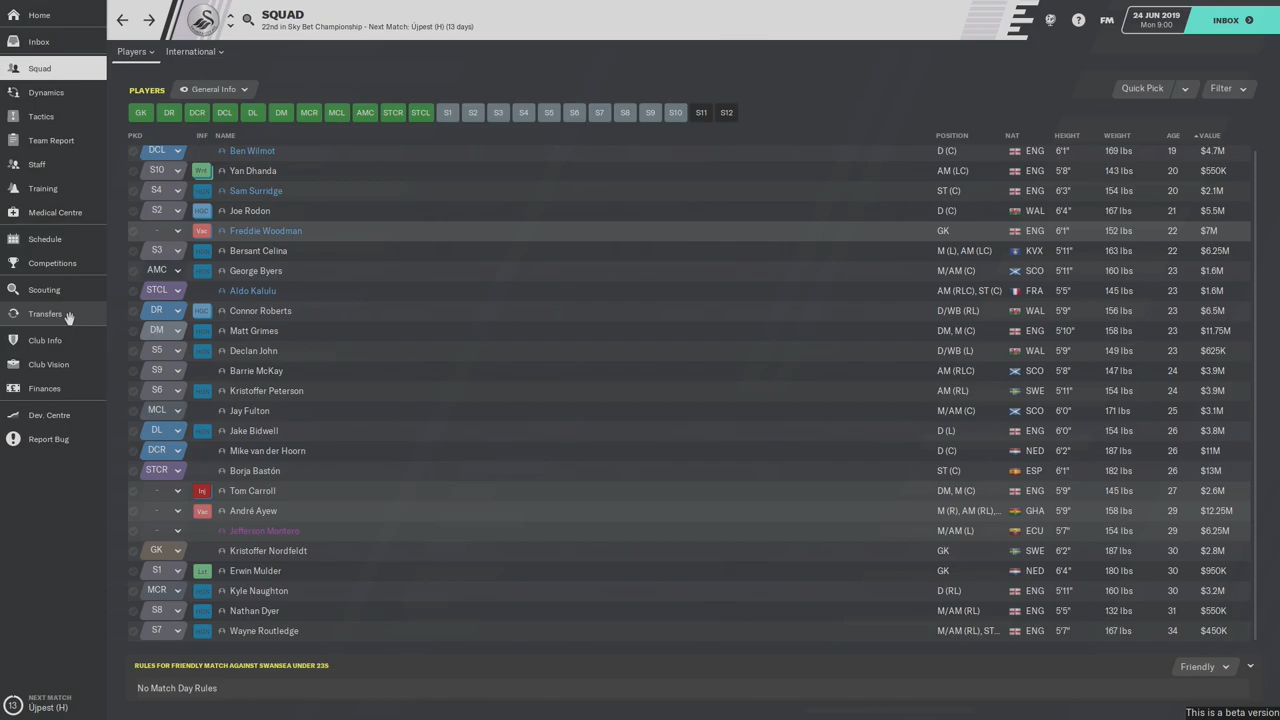 Home
Inbox
Squad
Dynamics
Tactics
Team Report
Staff
Training
Medical Centre
Schedule
Competitions
Scouting
Transfers
Club Info
Club Vision
Finances
Dev. Centre
Report Bug
13 NEXT MATCH
Újpest (H)
SQUAD
22nd in Sky Bet Championship - Next Match: Újpest (H) (13 days)
FM
24 JUN 2019
Mon 9:00
INBOX
Players
International
PLAYERS
General Info
Quick Pick
Filter
GK DR DCR DCL DL DM MCR MCL AMC STCR STCL S1 S2 S3 S4 S5 S6 S7 S8 S9 S10 S11 S12
PKD INF NAME POSITION NAT HEIGHT WEIGHT AGE VALUE
DCL Ben Wilmot D (C) ENG 6'1" 169 lbs 19 $4.7M
S10 Wnt Yan Dhanda AM (LC) ENG 5'8" 143 lbs 20 $550K
S4 HGN Sam Surridge ST (C) ENG 6'3" 154 lbs 20 $2.1M
S2 HGC Joe Rodon D (C) WAL 6'4" 167 lbs 21 $5.5M
- Vac Freddie Woodman GK ENG 6'1" 152 lbs 22 $7M
S3 HGN Bersant Celina M (L), AM (LC) KVX 5'11" 163 lbs 22 $6.25M
AMC HGN George Byers M/AM (C) SCO 5'11" 160 lbs 23 $1.6M
STCL Aldo Kalulu AM (RLC), ST (C) FRA 5'5" 145 lbs 23 $1.6M
DR HGC Connor Roberts D/WB (RL) WAL 5'9" 156 lbs 23 $6.5M
DM HGN Matt Grimes DM, M (C) ENG 5'10" 158 lbs 23 $11.75M
S5 HGN Declan John D/WB (L) WAL 5'9" 149 lbs 23 $625K
S9 Barrie McKay AM (RLC) SCO 5'8" 147 lbs 24 $3.9M
S6 HGN Kristoffer Peterson AM (RL) SWE 5'11" 154 lbs 24 $3.9M
MCL Jay Fulton M/AM (C) SCO 6'0" 171 lbs 25 $3.1M
DL HGN Jake Bidwell D (L) ENG 6'0" 154 lbs 26 $3.8M
DCR Mike van der Hoorn D (C) NED 6'2" 187 lbs 26 $11M
STCR Borja Bastón ST (C) ESP 6'1" 182 lbs 26 $13M
- Inj Tom Carroll DM, M (C) ENG 5'9" 145 lbs 27 $2.6M
- Vac André Ayew M (R), AM (RL),... GHA 5'9" 158 lbs 29 $12.25M
- Jefferson Montero M/AM (L) ECU 5'7" 154 lbs 29 $6.25M
GK Kristoffer Nordfeldt GK SWE 6'2" 187 lbs 30 $2.8M
S1 Lst Erwin Mulder GK NED 6'4" 180 lbs 30 $950K
MCR HGN Kyle Naughton D (RL) ENG 5'11" 160 lbs 30 $3.2M
S8 HGN Nathan Dyer M/AM (RL) ENG 5'5" 132 lbs 31 $550K
S7 HGN Wayne Routledge M/AM (RL), ST... ENG 5'7" 167 lbs 34 $450K
RULES FOR FRIENDLY MATCH AGAINST SWANSEA UNDER 23S
Friendly
No Match Day Rules
This is a beta version